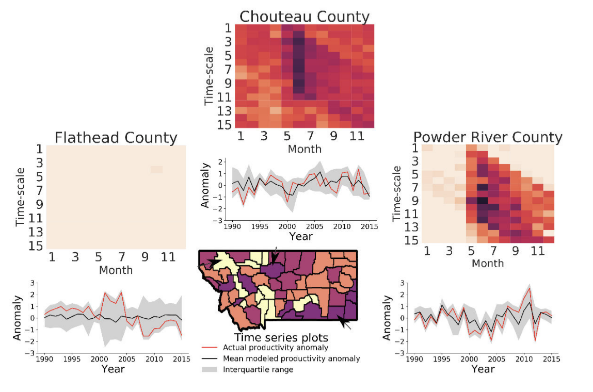 Chouteau County
Time-scale
1
3
5
7
9
11
13
15
1 3 5 7 9 11
Month
Flathead County
Time-scale
1
3
5
7
9
11
13
15
1 3 5 7 9 11
Month
Powder River County
Time-scale
1
3
5
7
9
11
13
15
1 3 5 7 9 11
Month
Anomaly
2
0
−2
1990 1995 2000 2005 2010 2015
Year
Anomaly
3
2
1
0
−1
−2
−3
1990 1995 2000 2005 2010 2015
Year
Time series plots
Actual productivity anomaly
Mean modeled productivity anomaly
Interquartile range
Anomaly
3
2
1
0
−1
−2
−3
1990 1995 2000 2005 2012 2015
Year